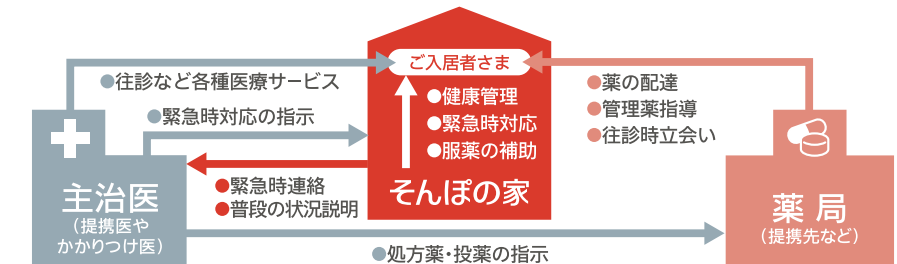 ご入居者さま
●往診など各種医療サービス
●緊急時対応の指示
●健康管理
●緊急時対応
●服薬の補助
そんぽの家
●薬の配達
●管理薬指導
●往診時立会い
主治医
(提携医や
かかりつけ医)
●緊急時連絡
●普段の状況説明
薬局
(提携先など)
●処方薬・投薬の指示